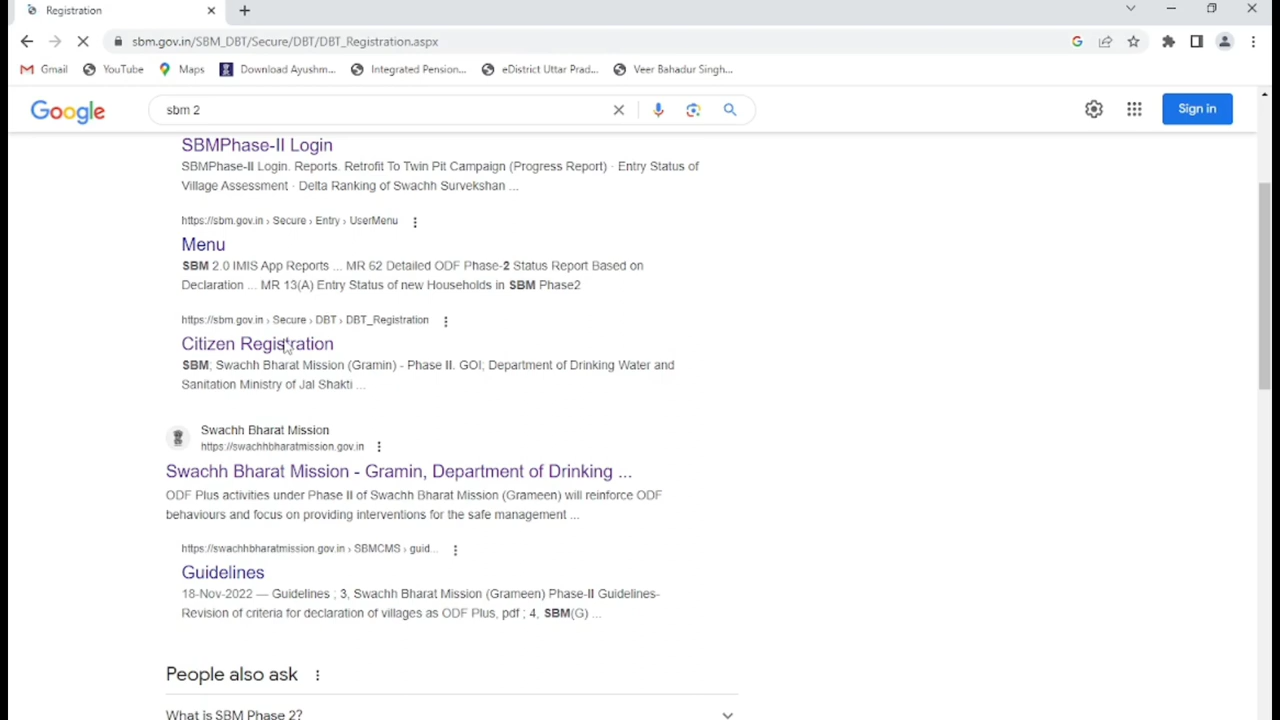 Registration
sbm.gov.in/SBM_DBT/Secure/DBT/DBT_Registration.aspx
Gmail YouTube Maps Download Ayushm... Integrated Pension... eDistrict Uttar Prad... Veer Bahadur Singh...
Google sbm 2 Sign in
SBMPhase-II Login
SBMPhase-II Login. Reports. Retrofit To Twin Pit Campaign (Progress Report) · Entry Status of
Village Assessment · Delta Ranking of Swachh Survekshan ...
https://sbm.gov.in › Secure › Entry › UserMenu
Menu
SBM 2.0 IMIS App Reports ... MR 62 Detailed ODF Phase-2 Status Report Based on
Declaration ... MR 13(A) Entry Status of new Households in SBM Phase2
https://sbm.gov.in › Secure › DBT › DBT_Registration
Citizen Registration
SBM; Swachh Bharat Mission (Gramin) - Phase II. GOI; Department of Drinking Water and
Sanitation Ministry of Jal Shakti ...
Swachh Bharat Mission
https://swachhbharatmission.gov.in
Swachh Bharat Mission - Gramin, Department of Drinking ...
ODF Plus activities under Phase II of Swachh Bharat Mission (Grameen) will reinforce ODF
behaviours and focus on providing interventions for the safe management ...
https://swachhbharatmission.gov.in › SBMCMS › guid...
Guidelines
18-Nov-2022 — Guidelines ; 3, Swachh Bharat Mission (Grameen) Phase-II Guidelines-
Revision of criteria for declaration of villages as ODF Plus, pdf ; 4, SBM(G) ...
People also ask
What is SBM Phase 2?